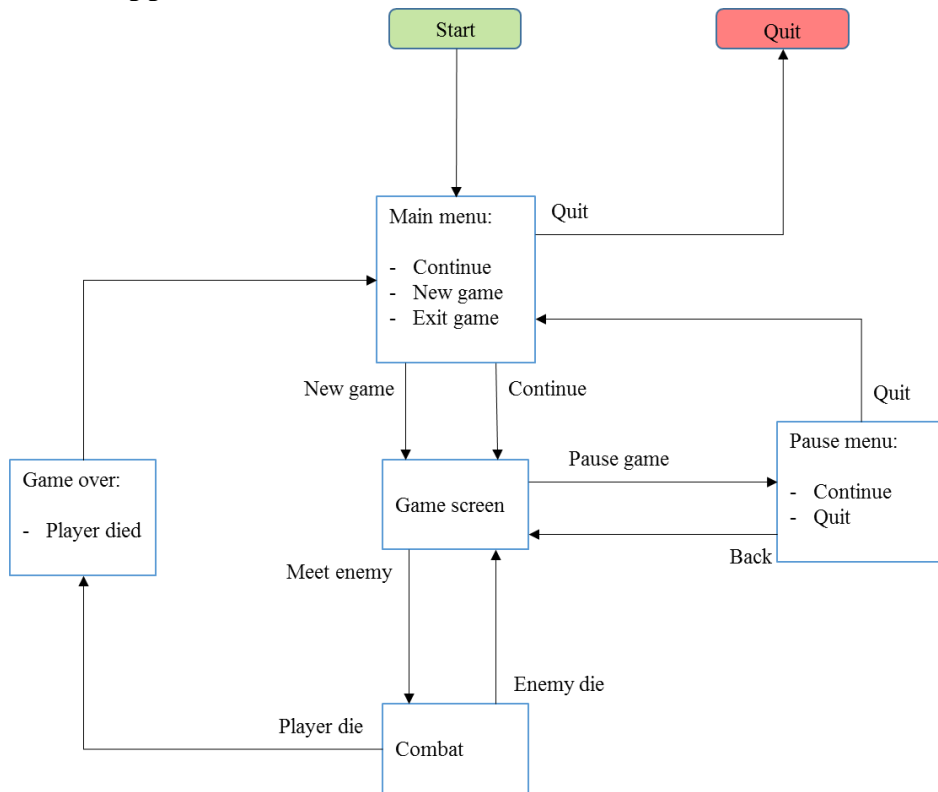 Start
Quit
Main menu:
- Continue
- New game
- Exit game
Quit
New game
Continue
Quit
Game over:
- Player died
Game screen
Pause game
Pause menu:
- Continue
- Quit
Back
Meet enemy
Enemy die
Player die
Combat